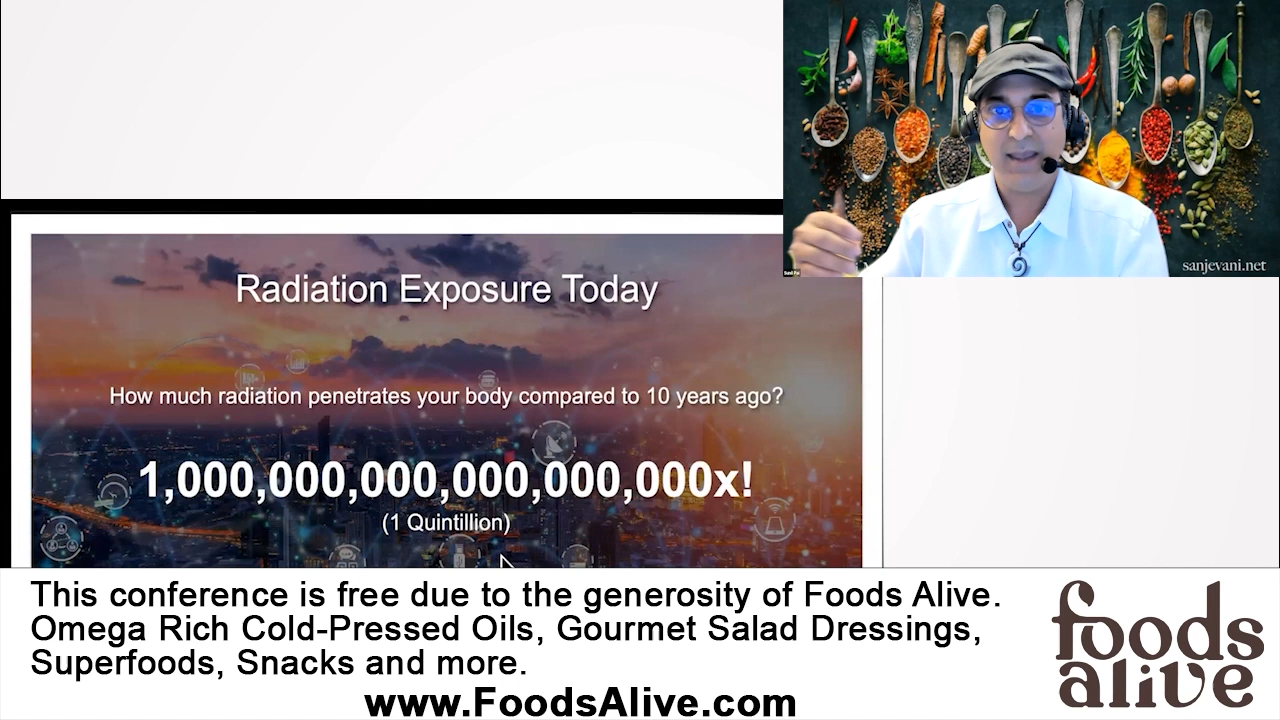 sanjevani.net
Radiation Exposure Today
How much radiation penetrates your body compared to 10 years ago?
1,000,000,000,000,000,000x!
(1 Quintillion)
This conference is free due to the generosity of Foods Alive.
Omega Rich Cold-Pressed Oils, Gourmet Salad Dressings,
Superfoods, Snacks and more.
www.FoodsAlive.com
foods
alive